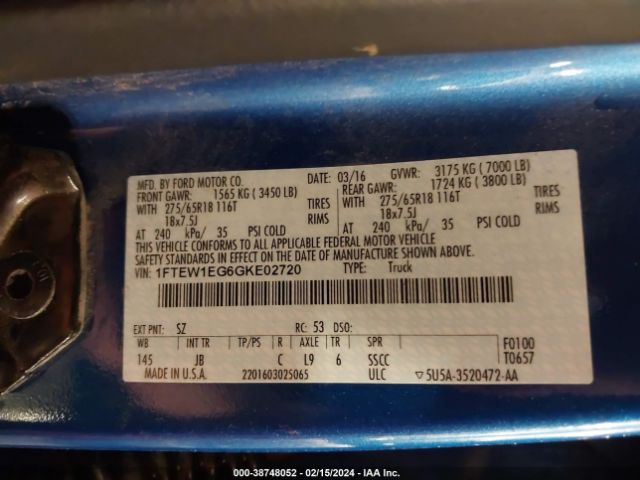 MFD. BY FORD MOTOR CO. DATE: 03/16 GVWR: 3175 KG ( 7000 LB)
FRONT GAWR: 1565 KG ( 3450 LB) REAR GAWR: 1724 KG ( 3800 LB)
WITH 275/65R18 116T TIRES WITH 275/65R18 116T TIRES
18x7.5J RIMS 18x7.5J RIMS
AT 240 kPa/ 35 PSI COLD AT 240 kPa/ 35 PSI COLD
THIS VEHICLE CONFORMS TO ALL APPLICABLE FEDERAL MOTOR VEHICLE
SAFETY STANDARDS IN EFFECT ON THE DATE OF MANUFACTURE SHOWN ABOVE.
VIN: 1FTEW1EG6GKE02720 TYPE: Truck
EXT PNT: SZ RC: 53 DSO:
WB INT TR TP/PS R AXLE TR SPR F0100
145 JB C L9 6 SSCC T0657
MADE IN U.S.A. 2201603025065 ULC ▽5U5A-3520472-AA
000-38748052 - 02/15/2024 - IAA Inc.